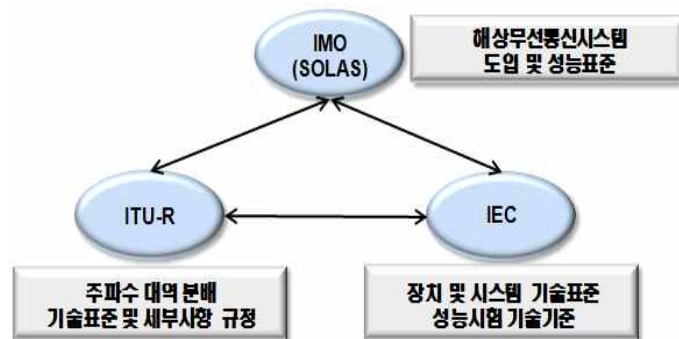 IMO
(SOLAS)
해상무선통신시스템
도입 및 성능표준
ITU-R
IEC
주파수 대역 분배
기술표준 및 세부사항 규정
장치 및 시스템 기술표준
성능시험 기술기준